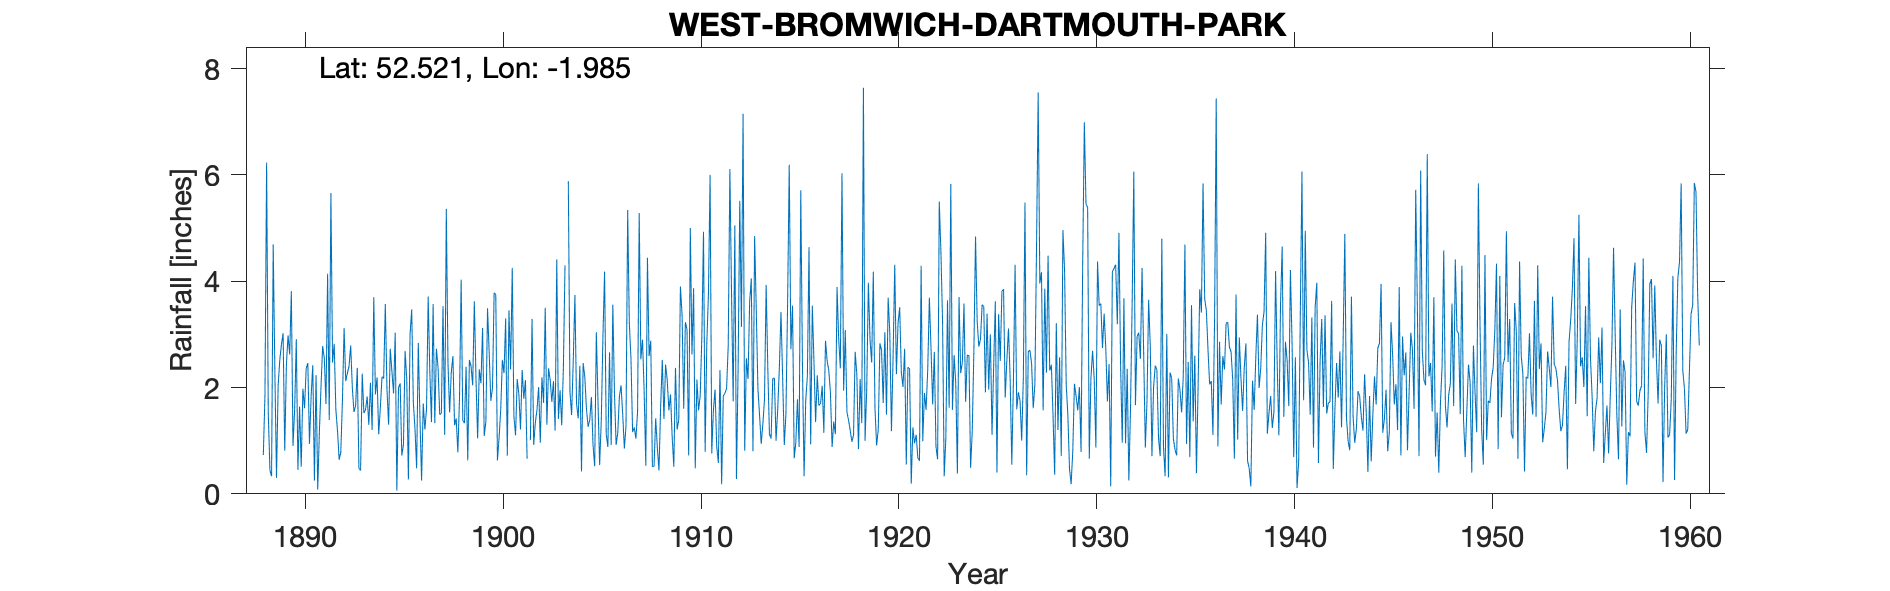 WEST-BROMWICH-DARTMOUTH-PARK
Lat: 52.521, Lon: -1.985
8
6
4
2
0
Rainfall [inches]
1890 1900 1910 1920 1930 1940 1950 1960
Year